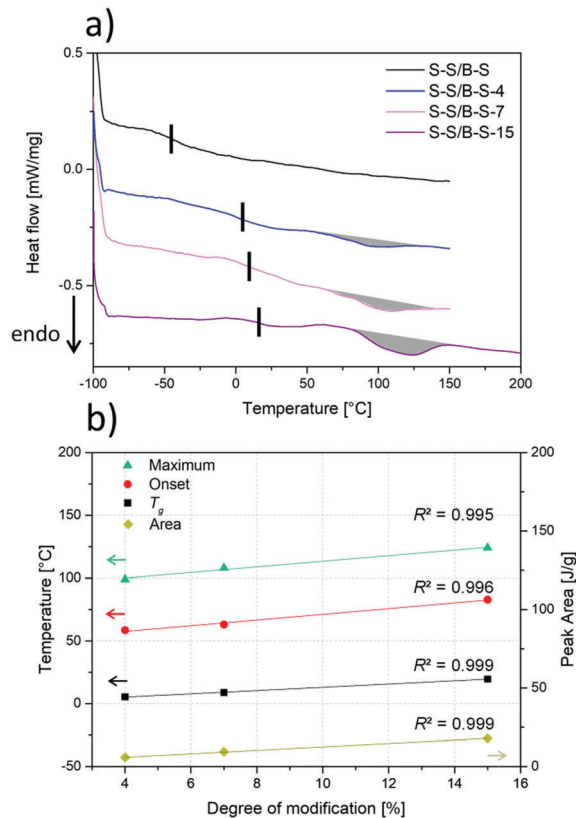 a)
0.5
0.0
-0.5
Heat flow [mW/mg]
endo
S-S/B-S
S-S/B-S-4
S-S/B-S-7
S-S/B-S-15
-100 -50 0 50 100 150 200
Temperature [°C]
b)
200
150
100
50
0
-50
Temperature [°C]
Maximum
Onset
Tg
Area
R² = 0.995
R² = 0.996
R² = 0.999
R² = 0.999
200
150
100
50
0
Peak Area [J/g]
4 6 8 10 12 14 16
Degree of modification [%]